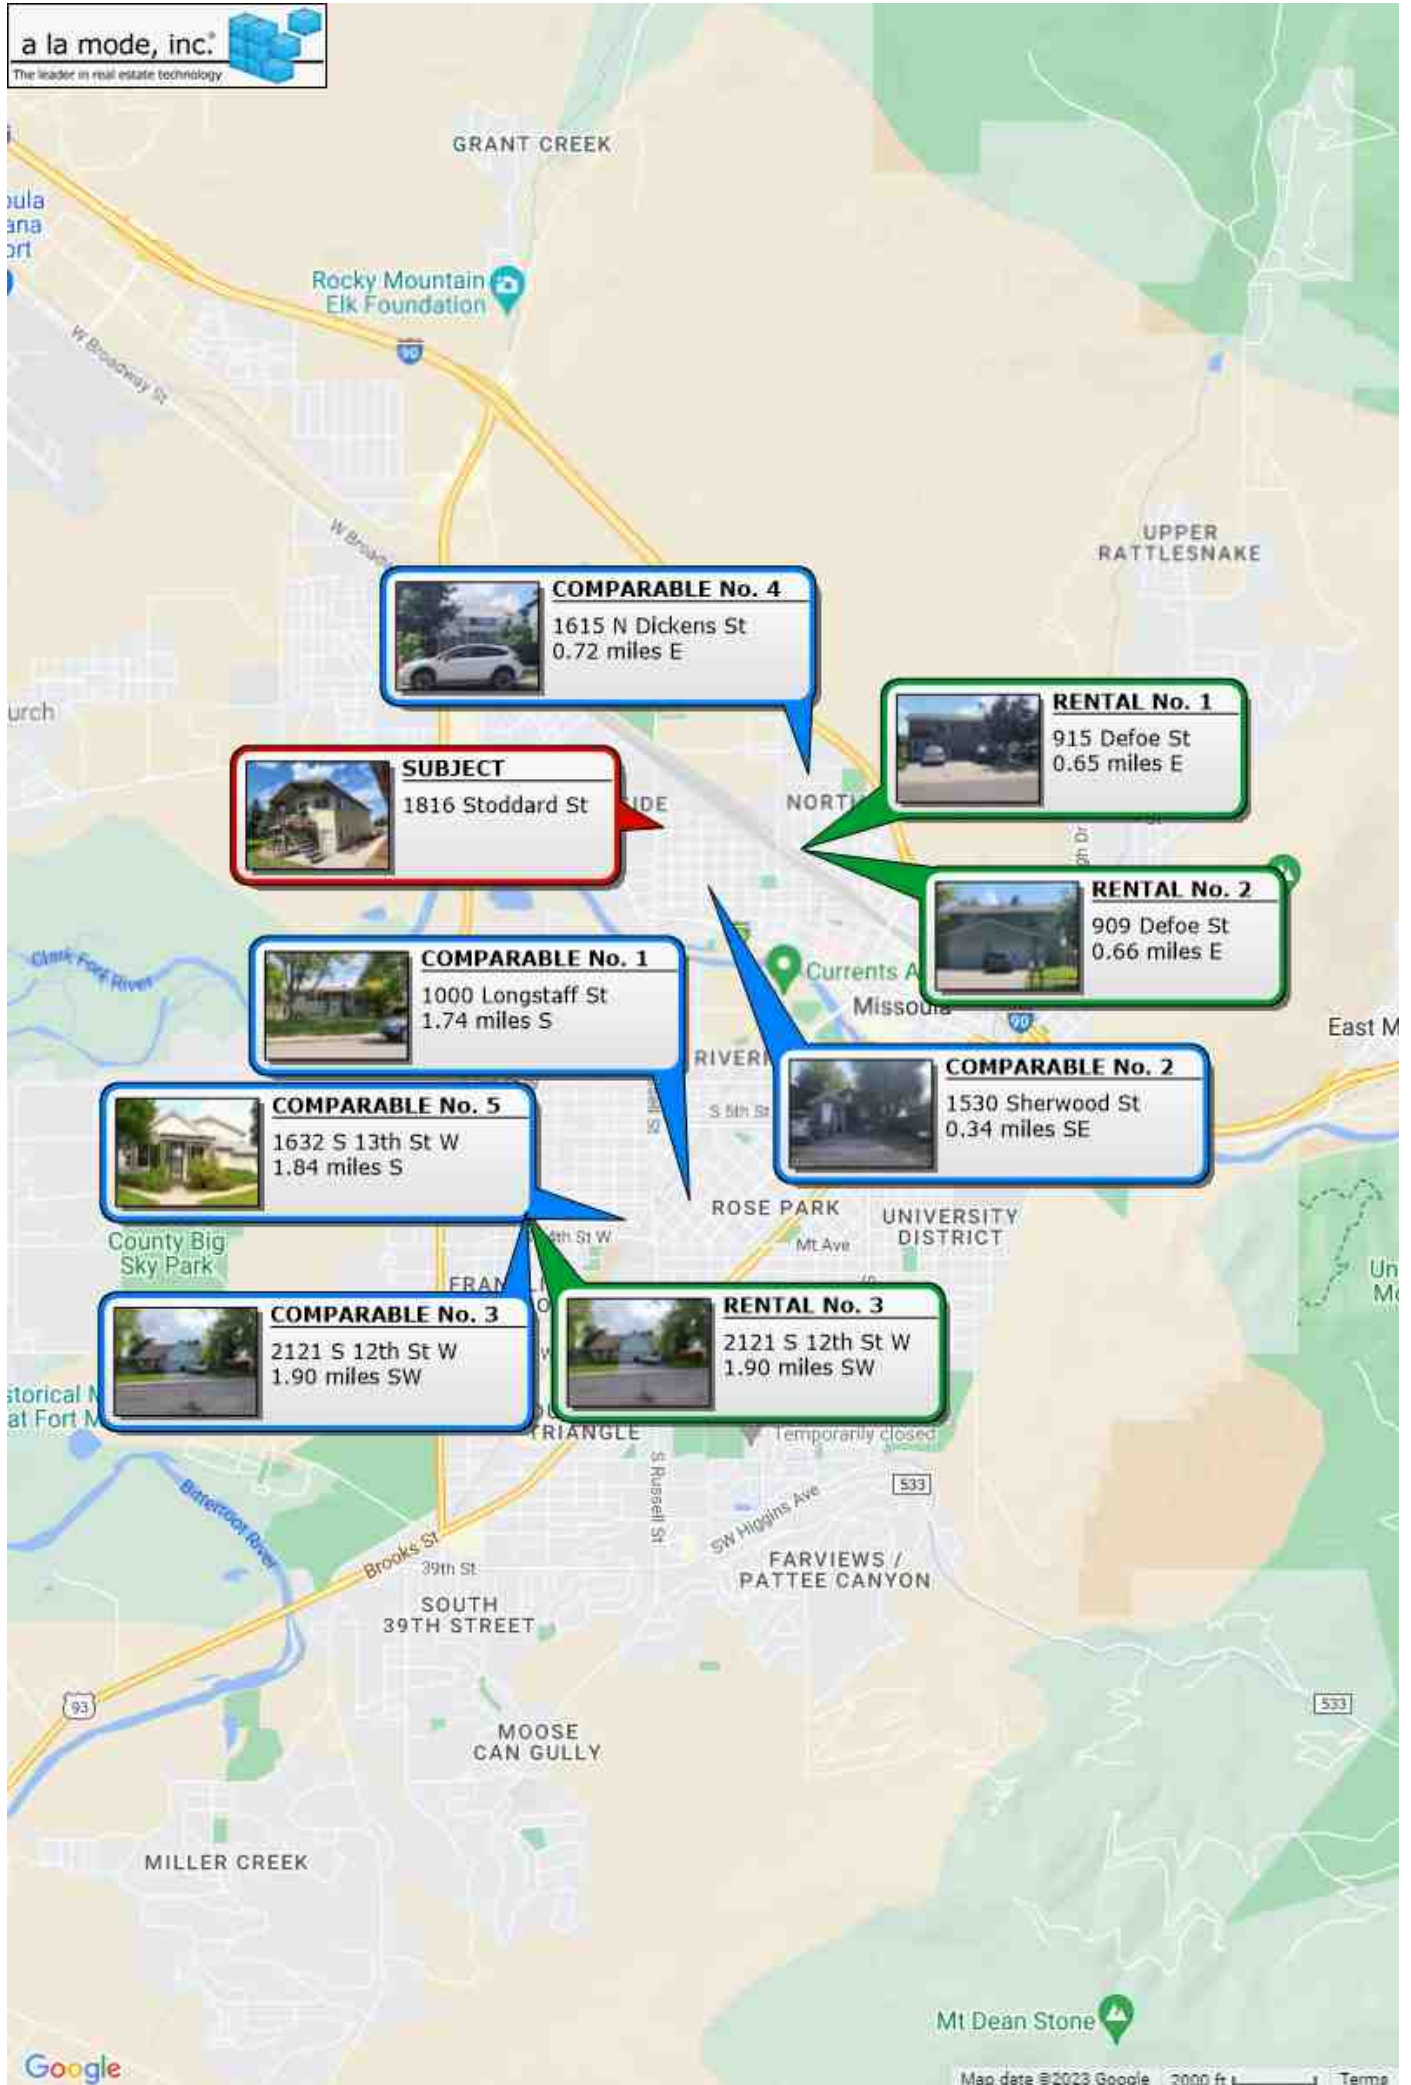 a la mode, inc.
The leader in real estate technology
GRANT CREEK
Rocky Mountain
Elk Foundation
90
W Broadway St
UPPER
RATTLESNAKE
COMPARABLE No. 4
1615 N Dickens St
0.72 miles E
RENTAL No. 1
915 Defoe St
0.65 miles E
SUBJECT
1816 Stoddard St
RENTAL No. 2
909 Defoe St
0.66 miles E
Clark Fork River
COMPARABLE No. 1
1000 Longstaff St
1.74 miles S
Currents A
Missoula
90
East M
COMPARABLE No. 2
1530 Sherwood St
0.34 miles SE
S 5th St
COMPARABLE No. 5
1632 S 13th St W
1.84 miles S
ROSE PARK
UNIVERSITY
DISTRICT
County Big
Sky Park
Mt Ave
COMPARABLE No. 3
2121 S 12th St W
1.90 miles SW
RENTAL No. 3
2121 S 12th St W
1.90 miles SW
at Fort M
TRIANGLE
Temporarily closed
S Russell St
533
SW Higgins Ave
Bitterroot River
Brooks St
39th St
FARVIEWS /
PATTEE CANYON
SOUTH
39TH STREET
93
533
MOOSE
CAN GULLY
MILLER CREEK
Mt Dean Stone
Google
Map data ©2023 Google 2000 ft Terms